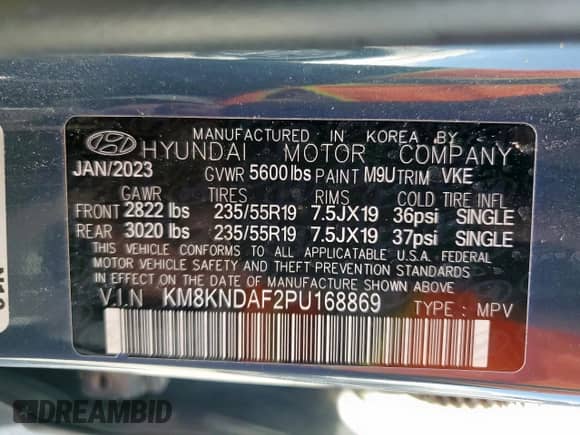 MANUFACTURED IN KOREA BY
HYUNDAI MOTOR COMPANY
JAN/2023 GVWR 5600 lbs PAINT M9U TRIM VKE
GAWR TIRES RIMS COLD TIRE INFL
FRONT 2822 lbs 235/55R19 7.5JX19 36psi SINGLE
REAR 3020 lbs 235/55R19 7.5JX19 37psi SINGLE
THIS VEHICLE CONFORMS TO ALL APPLICABLE U.S.A. FEDERAL
MOTOR VEHICLE SAFETY AND THEFT PREVENTION STANDARDS
IN EFFECT ON THE DATE OF MANUFACTURE SHOWN ABOVE.
V.I.N KM8KNDAF2PU168869 TYPE : MPV
DREAMBID